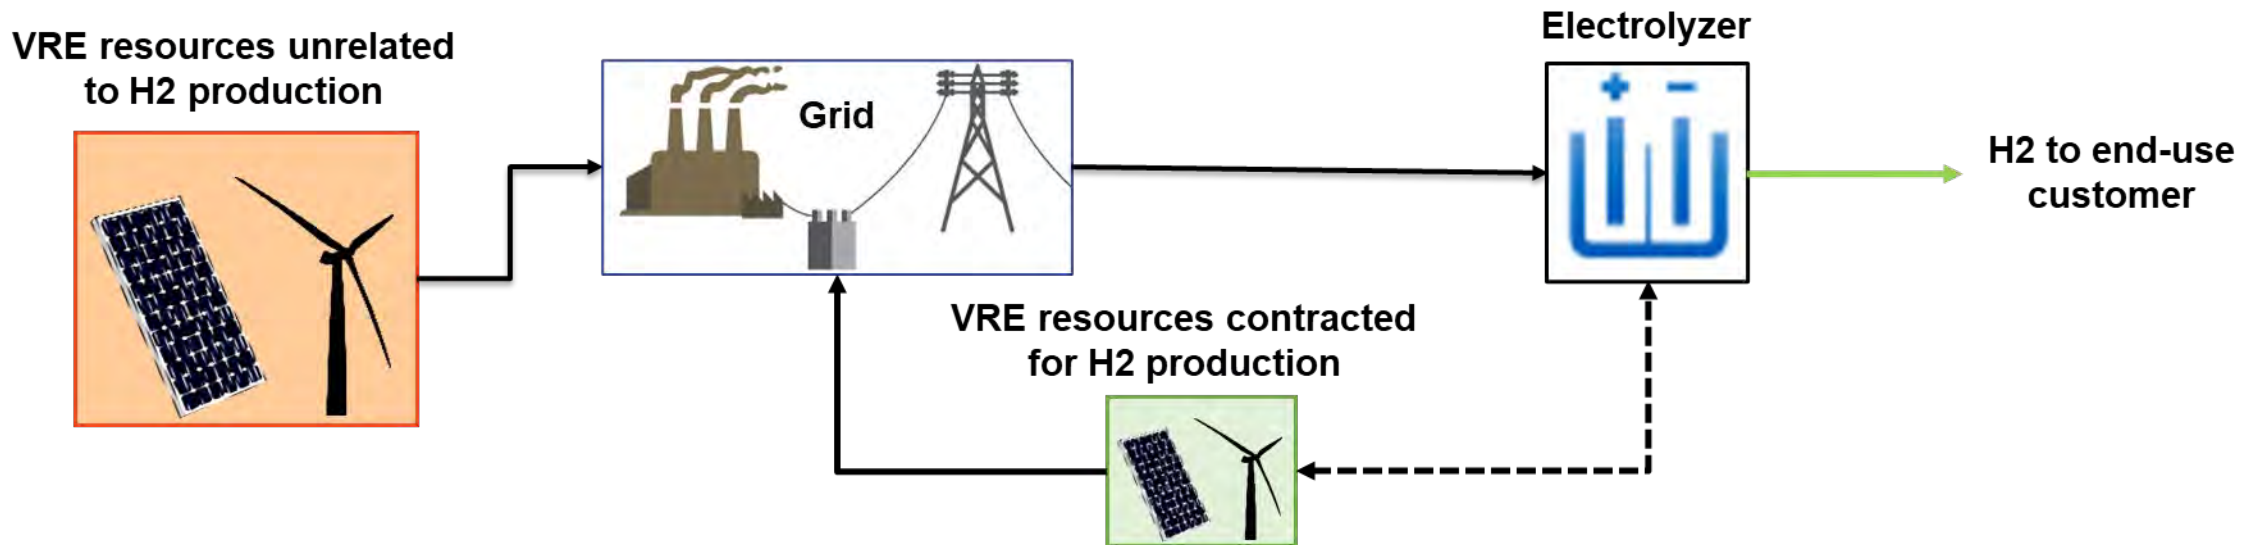 VRE resources unrelated
to H2 production
Grid
Electrolyzer
+ −
H2 to end-use
customer
VRE resources contracted
for H2 production